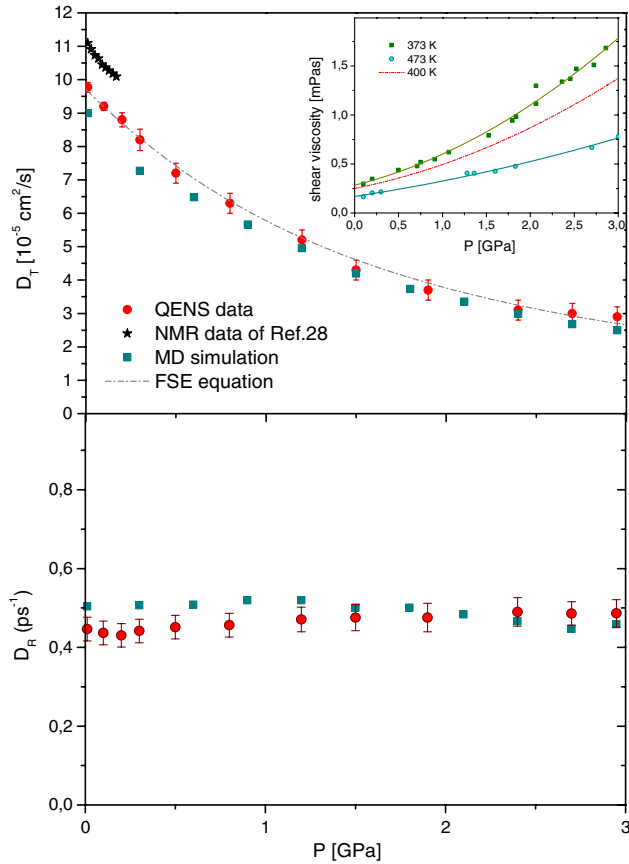 12
11
10
9
8
7
6
5
4
3
2
1
0
D_T [10^-5 cm^2/s]
QENS data
NMR data of Ref.28
MD simulation
FSE equation
373 K
473 K
400 K
1,5
1,0
0,5
0,0
shear viscosity [mPas]
0,0 0,5 1,0 1,5 2,0 2,5 3,0
P [GPa]
0,8
0,6
0,4
0,2
0,0
D_R (ps^-1)
0 1 2 3
P [GPa]